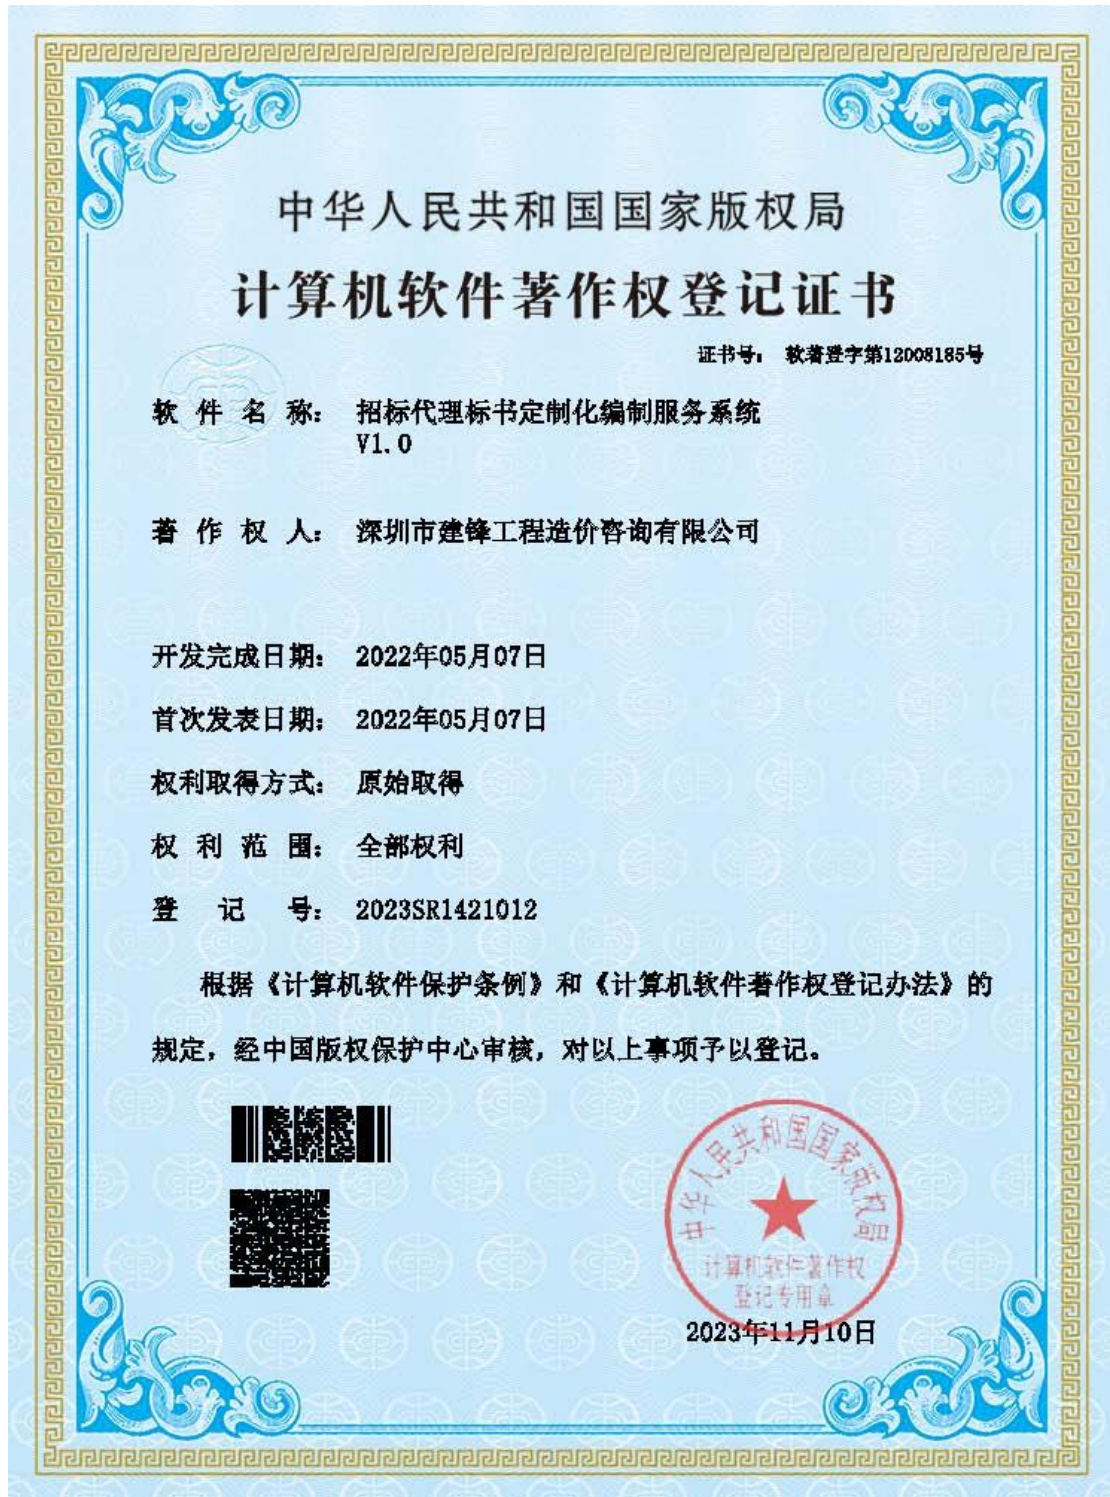 中华人民共和国国家版权局
计算机软件著作权登记证书
证书号： 软著登字第12008185号
软件名称： 招标代理标书定制化编制服务系统
V1.0
著作权人： 深圳市建锋工程造价咨询有限公司
开发完成日期： 2022年05月07日
首次发表日期： 2022年05月07日
权利取得方式： 原始取得
权利范围： 全部权利
登记号： 2023SR1421012
根据《计算机软件保护条例》和《计算机软件著作权登记办法》的
规定，经中国版权保护中心审核，对以上事项予以登记。
中华人民共和国国家版权局
计算机软件著作权
登记专用章
2023年11月10日